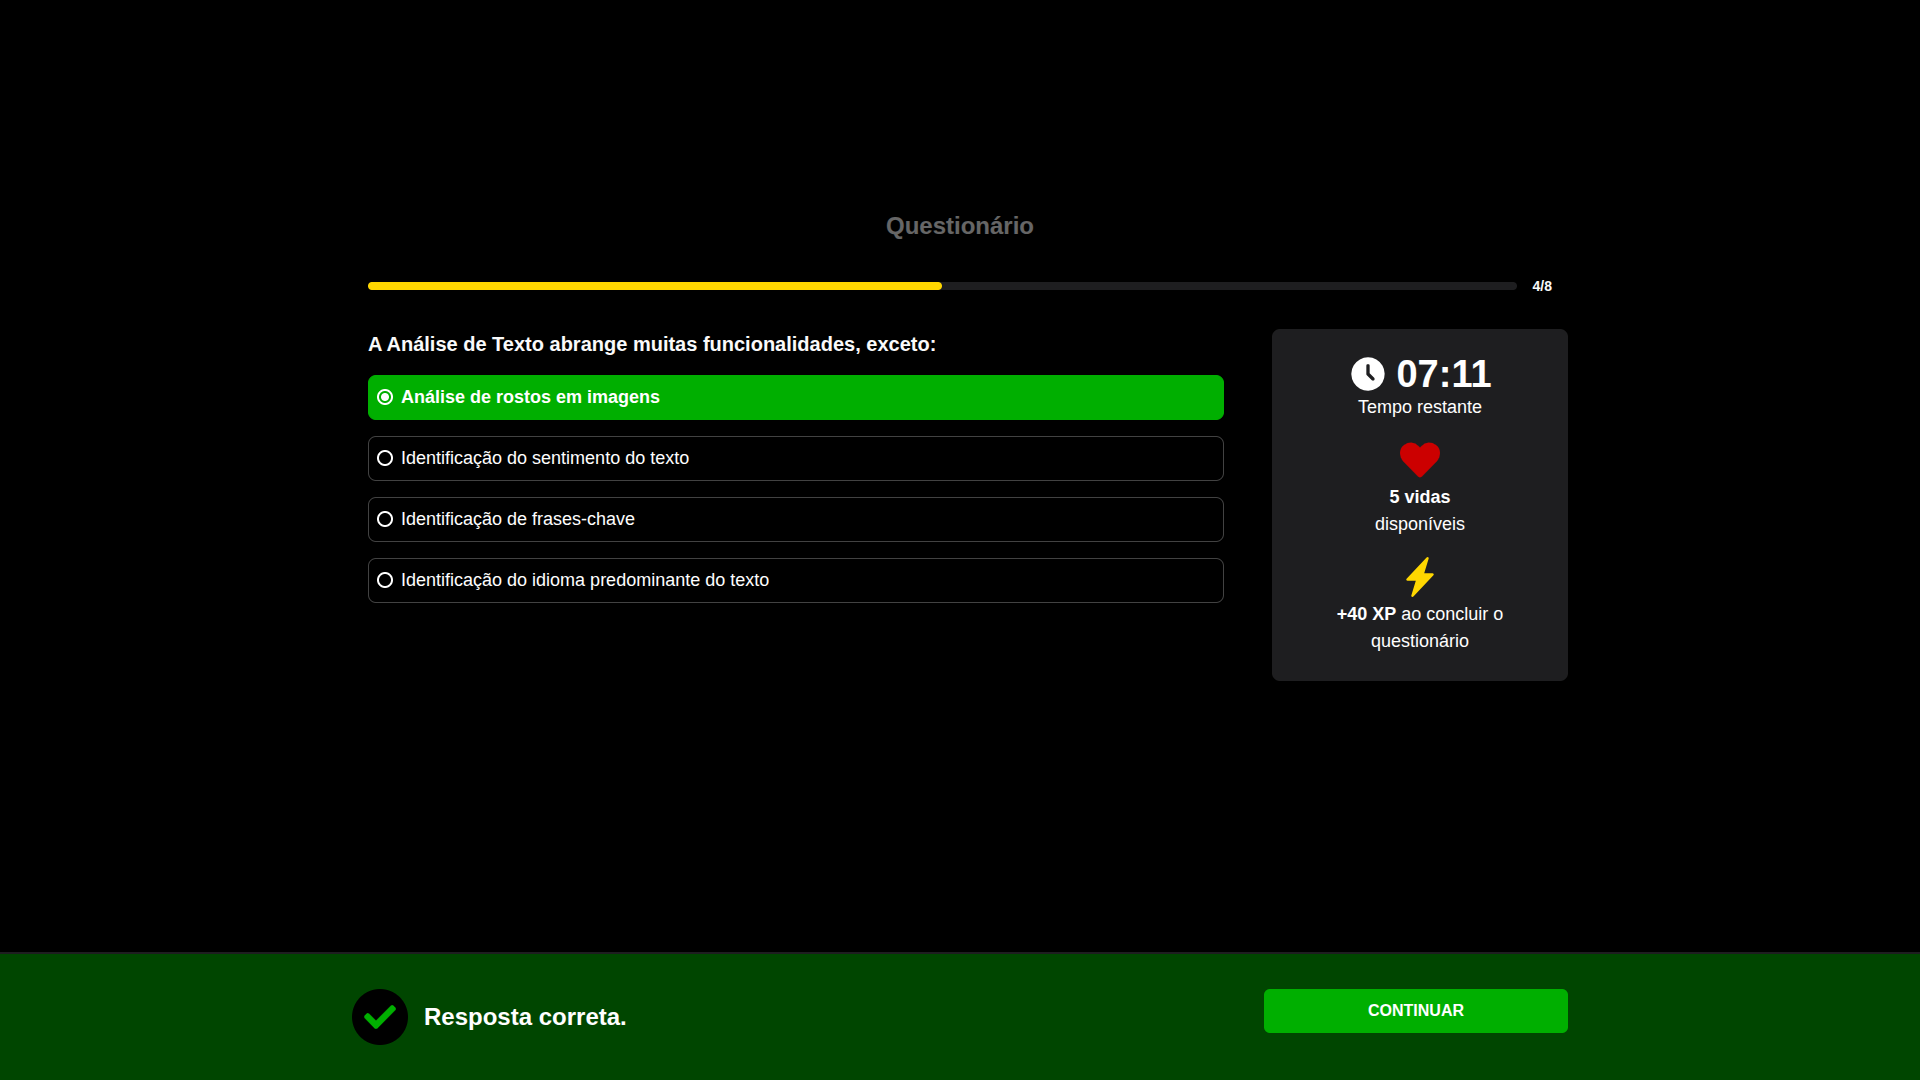 Questionário
4/8
A Análise de Texto abrange muitas funcionalidades, exceto:
Análise de rostos em imagens
Identificação do sentimento do texto
Identificação de frases-chave
Identificação do idioma predominante do texto
07:11
Tempo restante
5 vidas
disponíveis
+40 XP ao concluir o
questionário
Resposta correta.
CONTINUAR